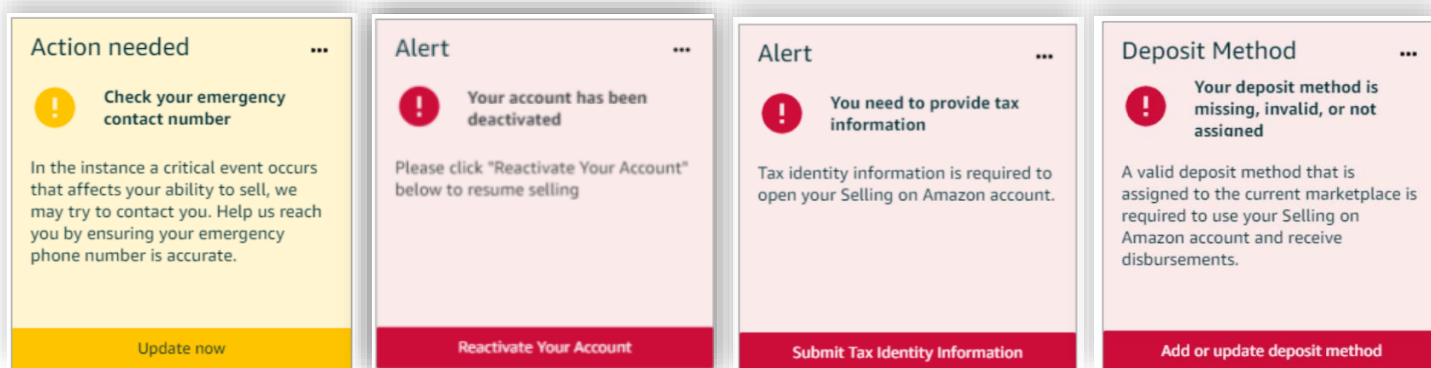 Action needed
Check your emergency
contact number
In the instance a critical event occurs
that affects your ability to sell, we
may try to contact you. Help us reach
you by ensuring your emergency
phone number is accurate.
Update now
Alert
Your account has been
deactivated
Please click "Reactivate Your Account"
below to resume selling
Reactivate Your Account
Alert
You need to provide tax
information
Tax identity information is required to
open your Selling on Amazon account.
Submit Tax Identity Information
Deposit Method
Your deposit method is
missing, invalid, or not
assigned
A valid deposit method that is
assigned to the current marketplace is
required to use your Selling on
Amazon account and receive
disbursements.
Add or update deposit method